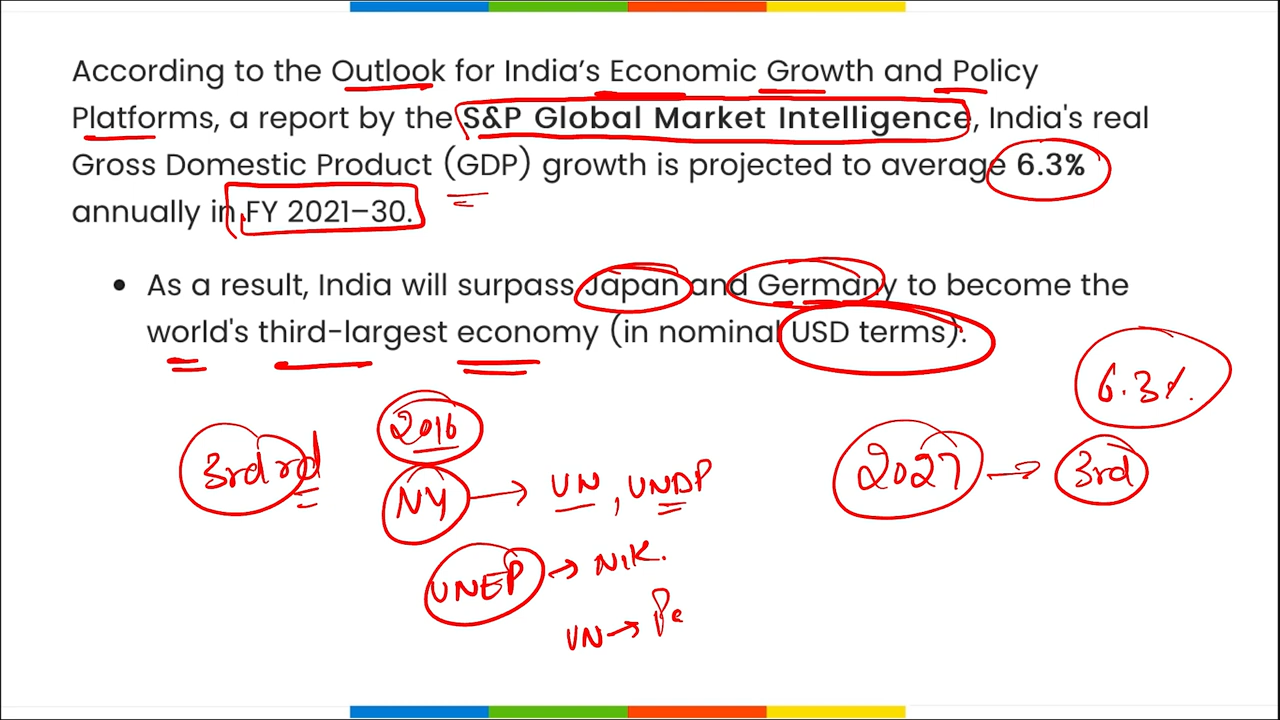 According to the Outlook for India's Economic Growth and Policy
Platforms, a report by the S&P Global Market Intelligence, India's real
Gross Domestic Product (GDP) growth is projected to average 6.3%
annually in FY 2021–30.
• As a result, India will surpass Japan and Germany to become the
world's third-largest economy (in nominal USD terms).
6.3%.
2016
3rd rd
2027 → 3rd
NY → UN, UNDP
UNEP → NIK.
UN → Pe